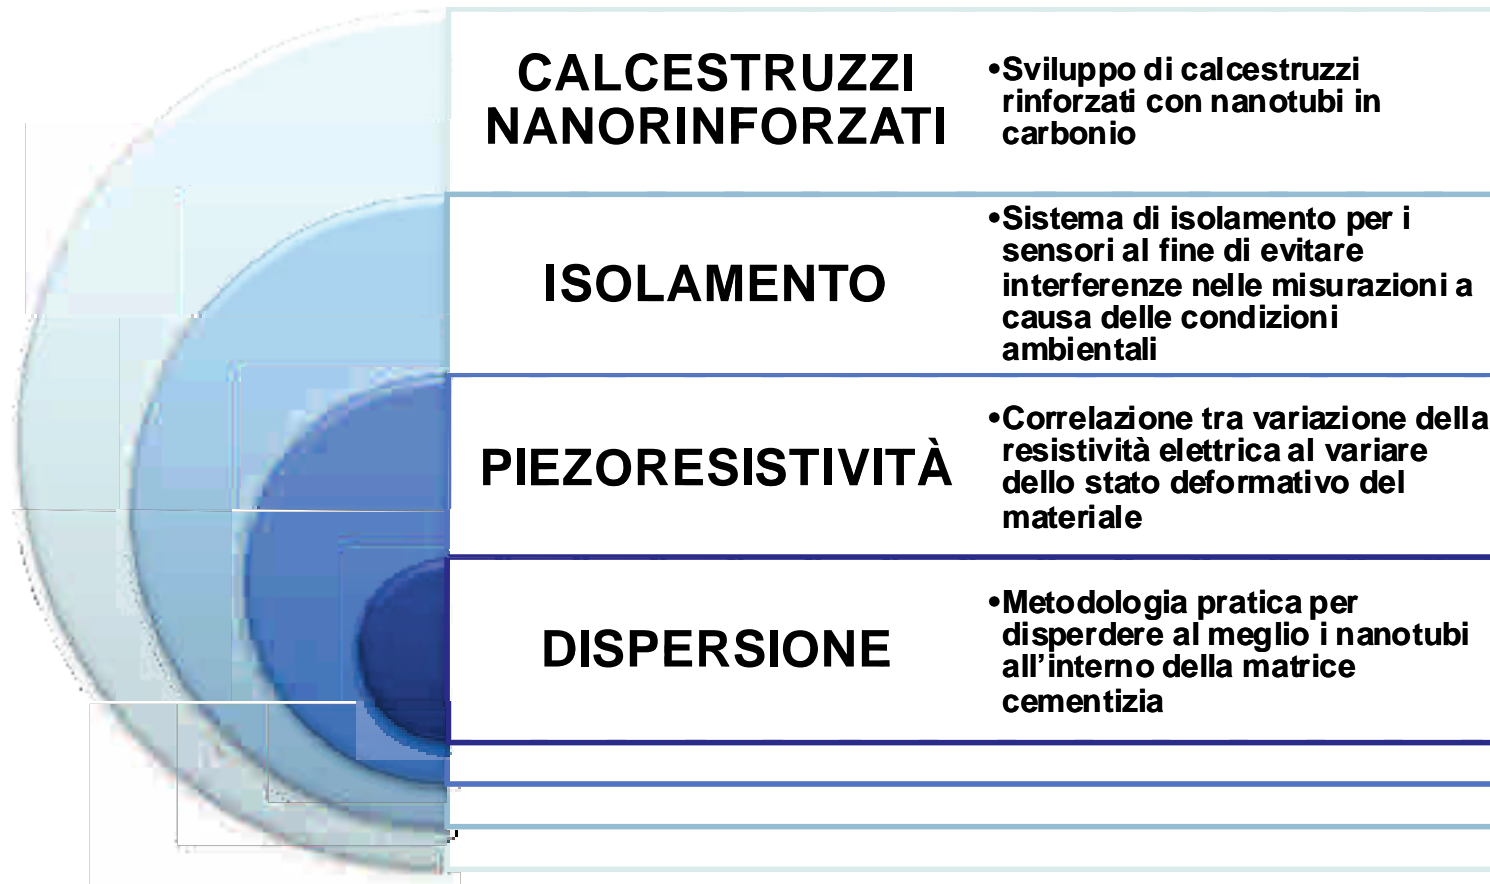 CALCESTRUZZI
NANORINFORZATI
•Sviluppo di calcestruzzi
rinforzati con nanotubi in
carbonio
ISOLAMENTO
•Sistema di isolamento per i
sensori al fine di evitare
interferenze nelle misurazioni a
causa delle condizioni
ambientali
PIEZORESISTIVITÀ
•Correlazione tra variazione della
resistività elettrica al variare
dello stato deformativo del
materiale
DISPERSIONE
•Metodologia pratica per
disperdere al meglio i nanotubi
all'interno della matrice
cementizia